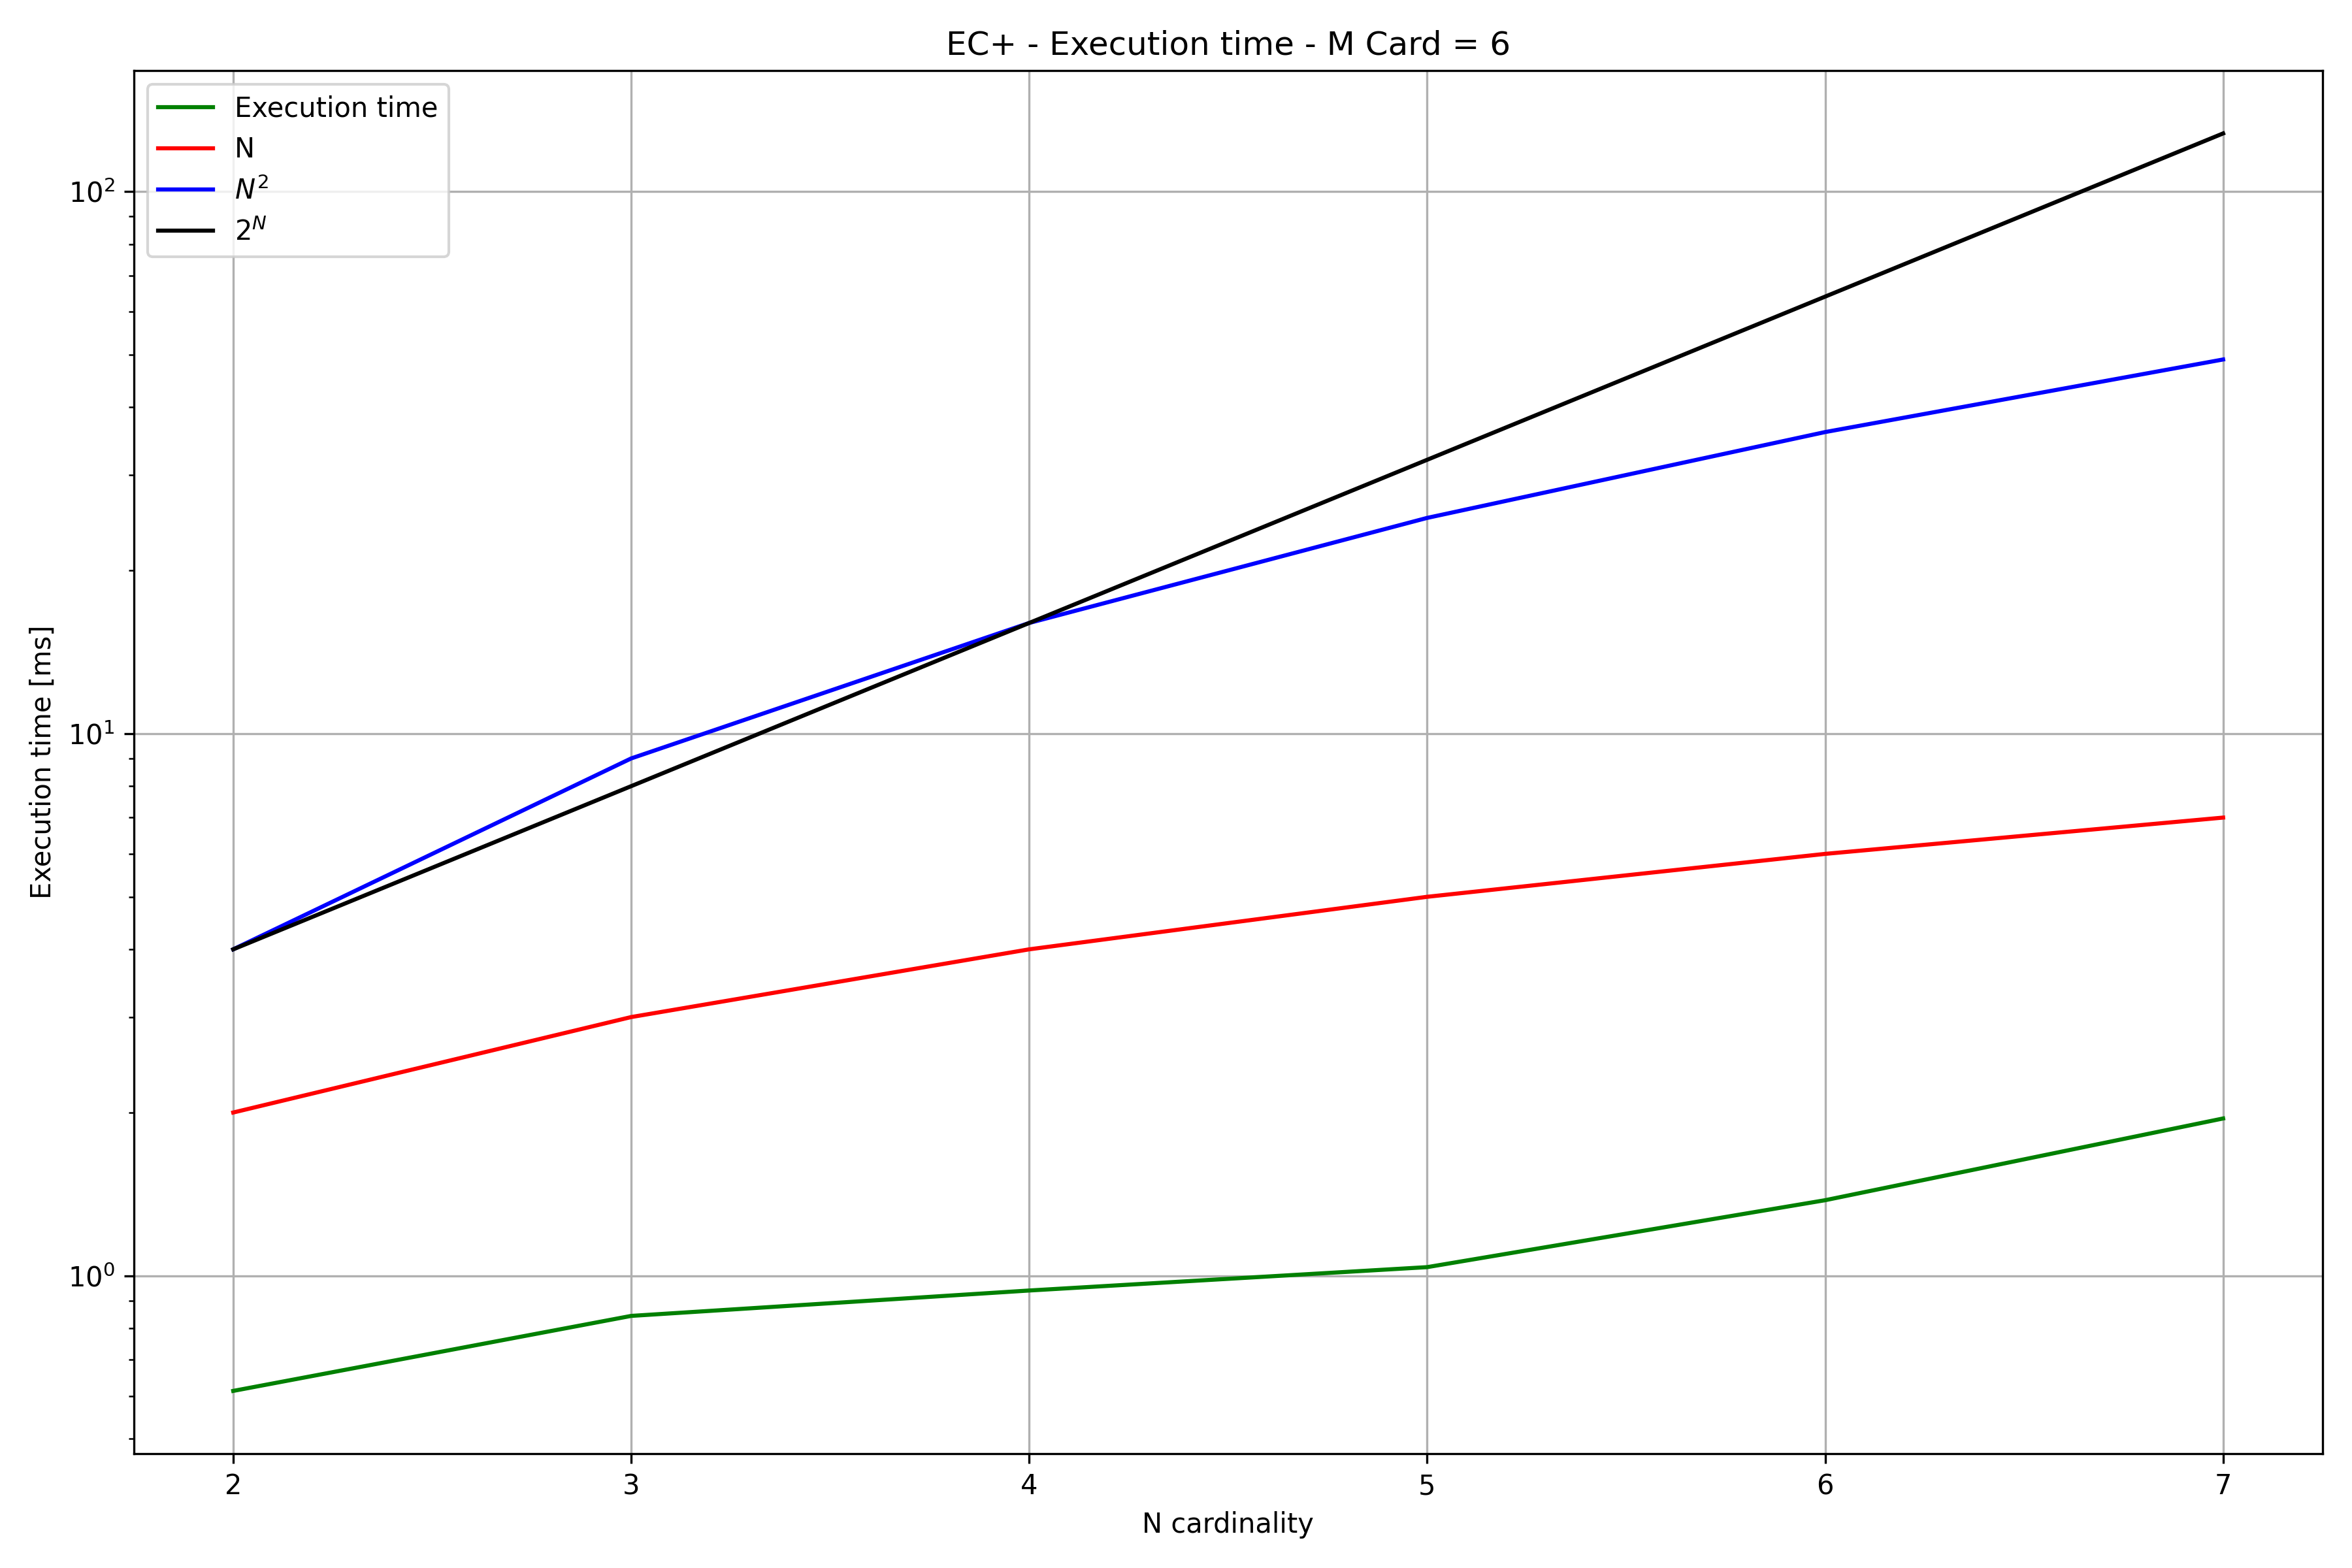 EC+ - Execution time - M Card = 6
Execution time
N
N²
2ᴺ
10²
10¹
10⁰
Execution time [ms]
2 3 4 5 6 7
N cardinality